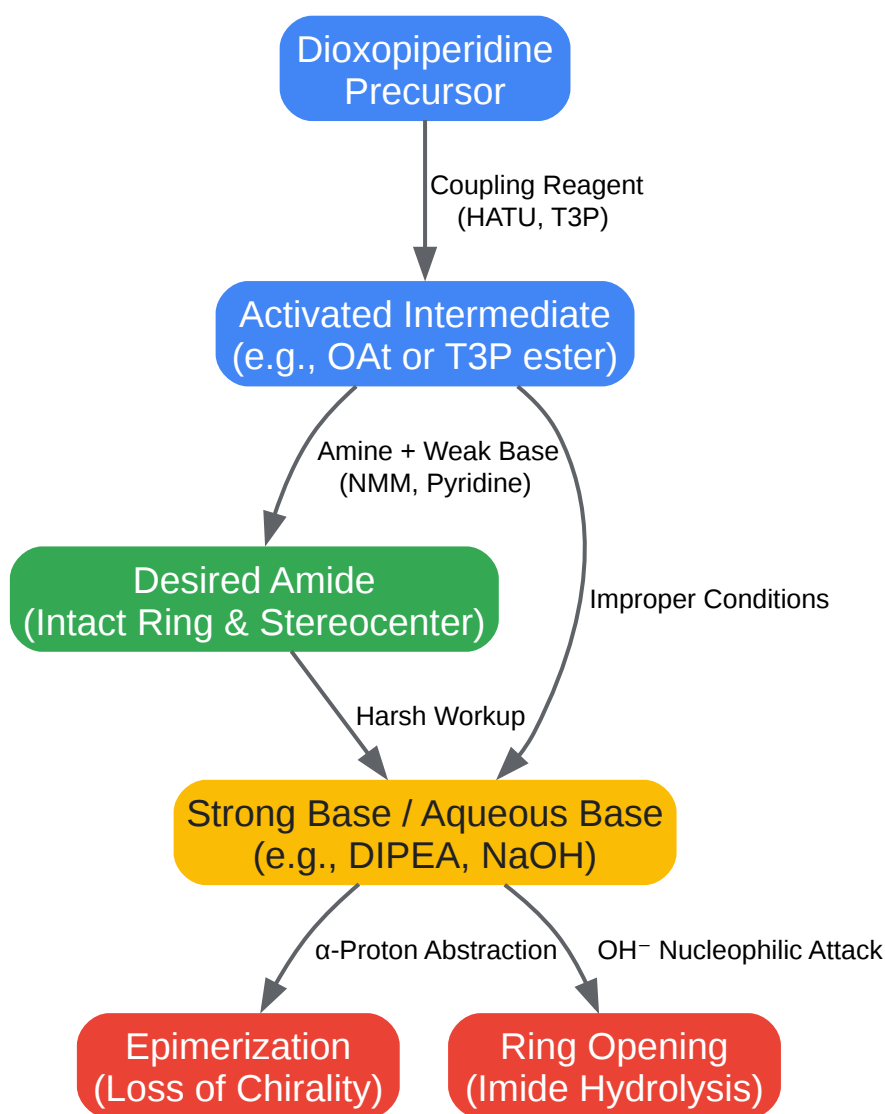 Dioxopiperidine
Precursor
Coupling Reagent
(HATU, T3P)
Activated Intermediate
(e.g., OAt or T3P ester)
Amine + Weak Base
(NMM, Pyridine)
Improper Conditions
Desired Amide
(Intact Ring & Stereocenter)
Harsh Workup
Strong Base / Aqueous Base
(e.g., DIPEA, NaOH)
α-Proton Abstraction
OH⁻ Nucleophilic Attack
Epimerization
(Loss of Chirality)
Ring Opening
(Imide Hydrolysis)